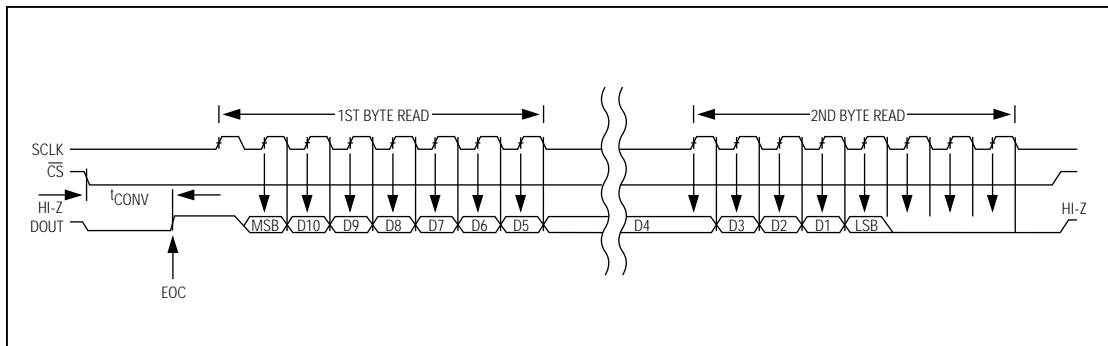 1ST BYTE READ
2ND BYTE READ
SCLK
CS
tCONV
HI-Z
HI-Z
DOUT
MSB D10 D9 D8 D7 D6 D5 D4 D3 D2 D1 LSB
EOC